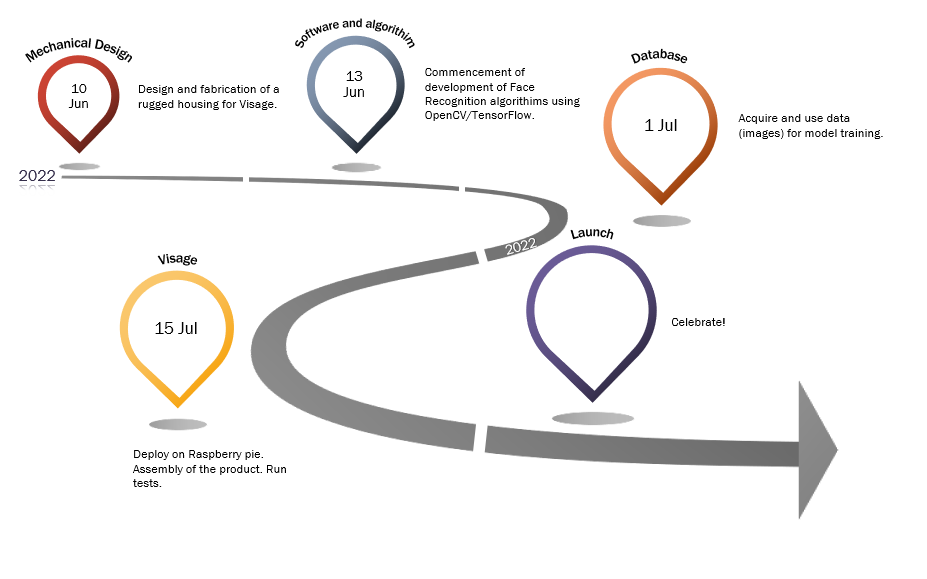 Mechanical Design
10
Jun
Design and fabrication of a
rugged housing for Visage.
Software and algorithim
13
Jun
Commencement of
development of Face
Recognition algorithims using
OpenCV/TensorFlow.
Database
1 Jul
Acquire and use data
(images) for model training.
2022
2022
Launch
Celebrate!
Visage
15 Jul
Deploy on Raspberry pie.
Assembly of the product. Run
tests.